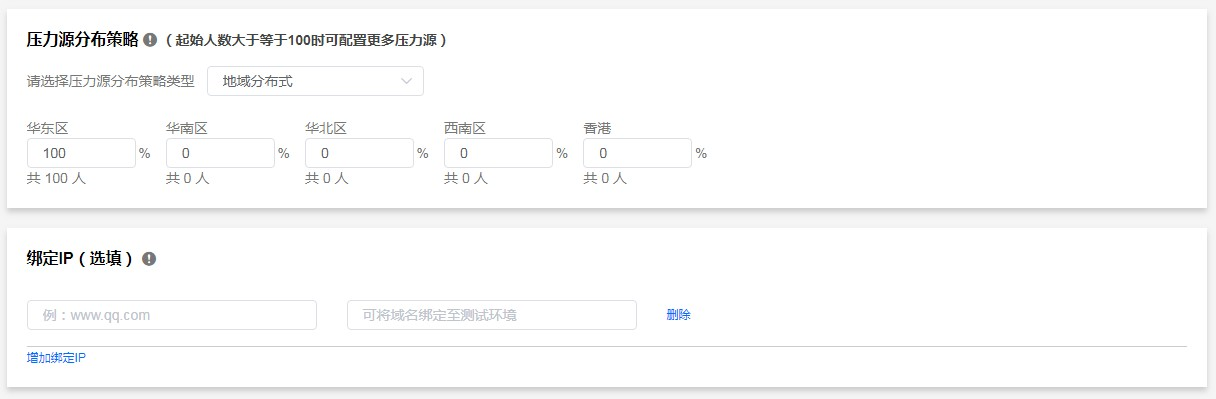 压力源分布策略 （起始人数大于等于100时可配置更多压力源）
请选择压力源分布策略类型 地域分布式
华东区 华南区 华北区 西南区 香港
100 % 0 % 0 % 0 % 0 %
共 100 人 共 0 人 共 0 人 共 0 人 共 0 人
绑定IP（选填）
例：www.qq.com 可将域名绑定至测试环境 删除
增加绑定IP